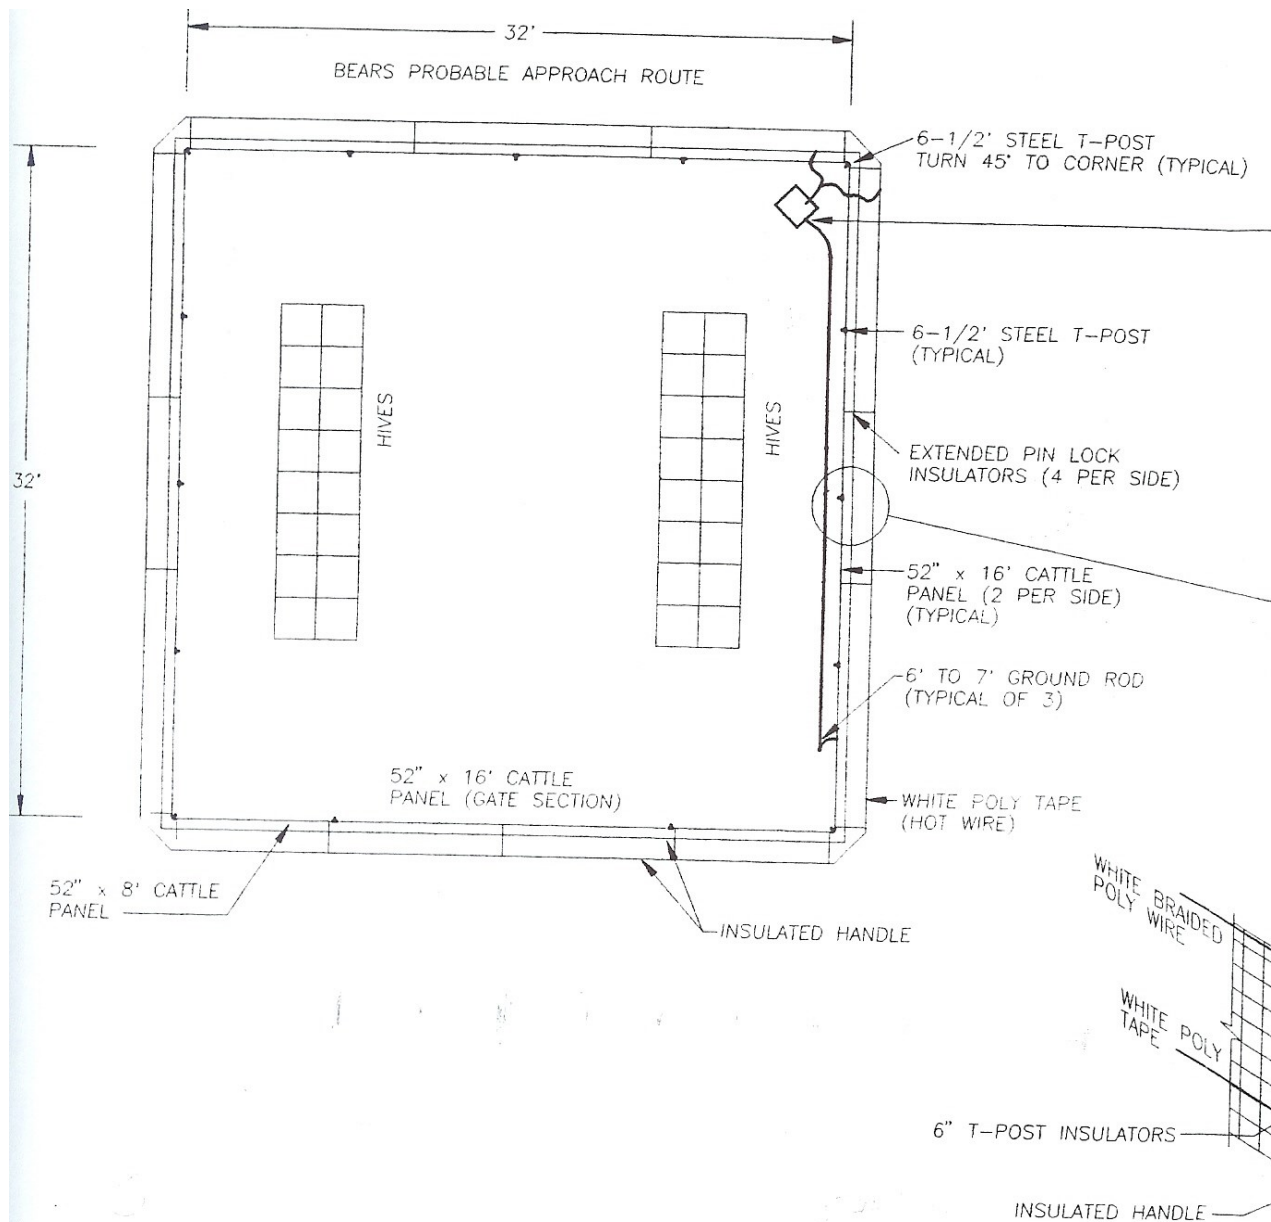 32'
BEARS PROBABLE APPROACH ROUTE
6-1/2' STEEL T-POST
TURN 45° TO CORNER (TYPICAL)
6-1/2' STEEL T-POST
(TYPICAL)
HIVES
HIVES
EXTENDED PIN LOCK
INSULATORS (4 PER SIDE)
32'
52" x 16' CATTLE
PANEL (2 PER SIDE)
(TYPICAL)
6' TO 7' GROUND ROD
(TYPICAL OF 3)
52" x 16' CATTLE
PANEL (GATE SECTION)
WHITE POLY TAPE
(HOT WIRE)
52" x 8' CATTLE
PANEL
INSULATED HANDLE
WHITE BRAIDED
POLY WIRE
WHITE POLY
TAPE
6" T-POST INSULATORS
INSULATED HANDLE